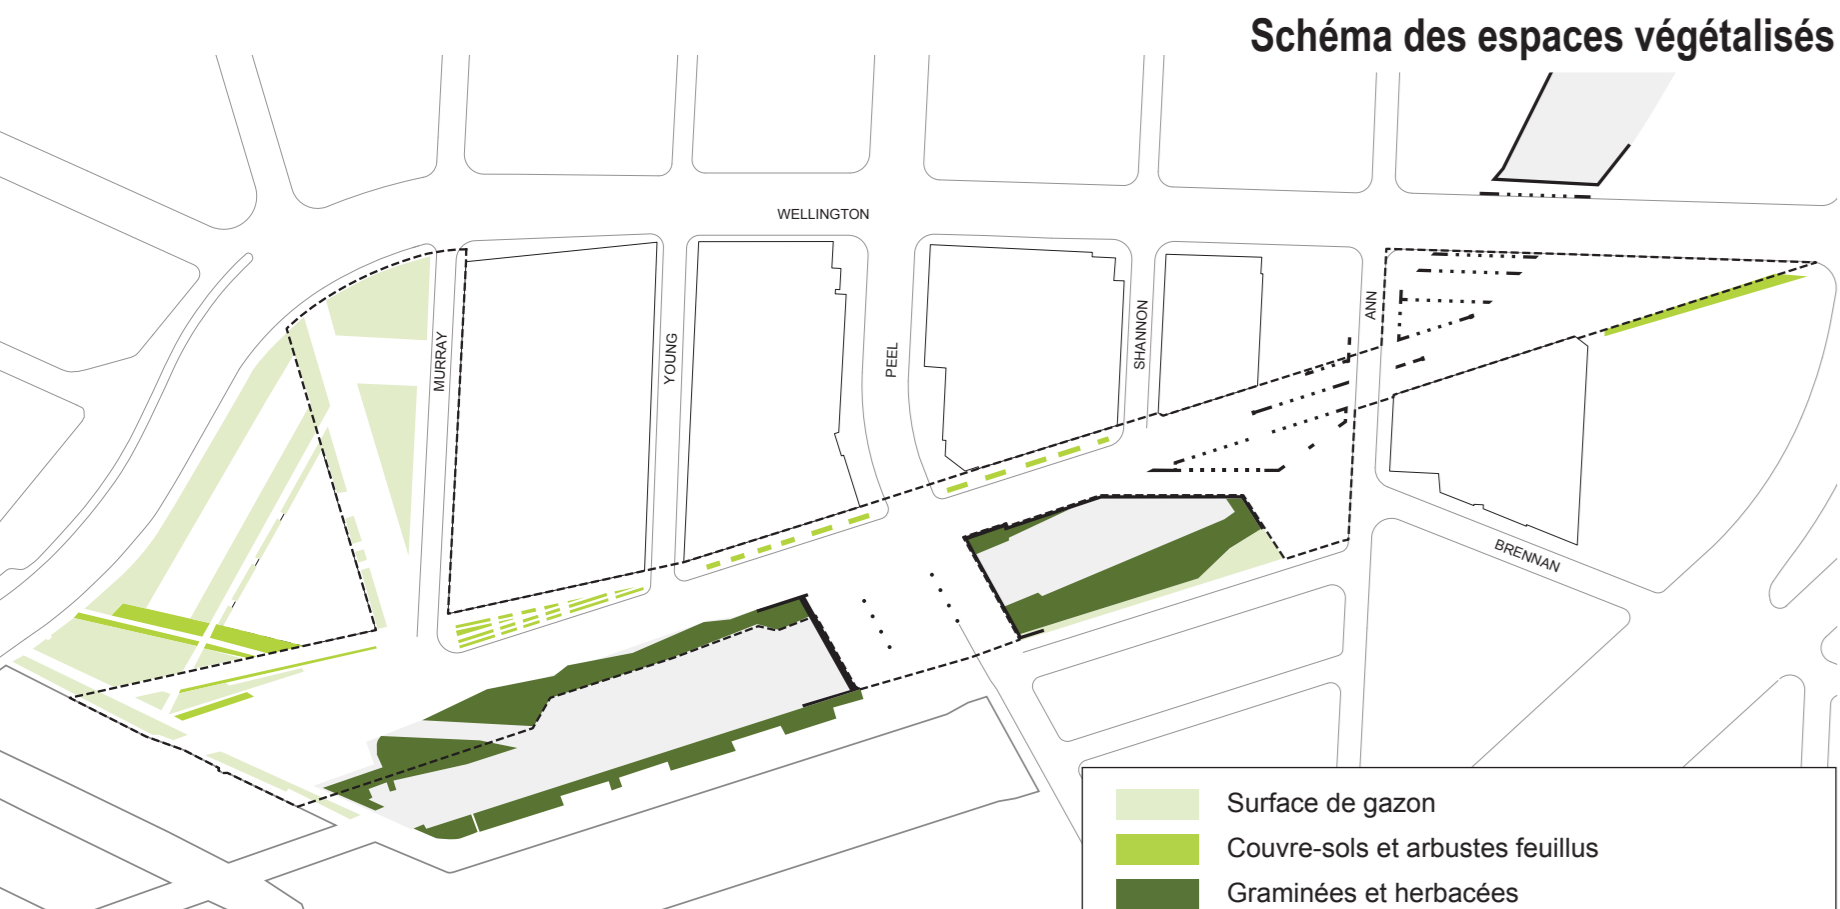 Schéma des espaces végétalisés
WELLINGTON
MURRAY
YOUNG
PEEL
SHANNON
ANN
BRENNAN
Surface de gazon
Couvre-sols et arbustes feuillus
Graminées et herbacées